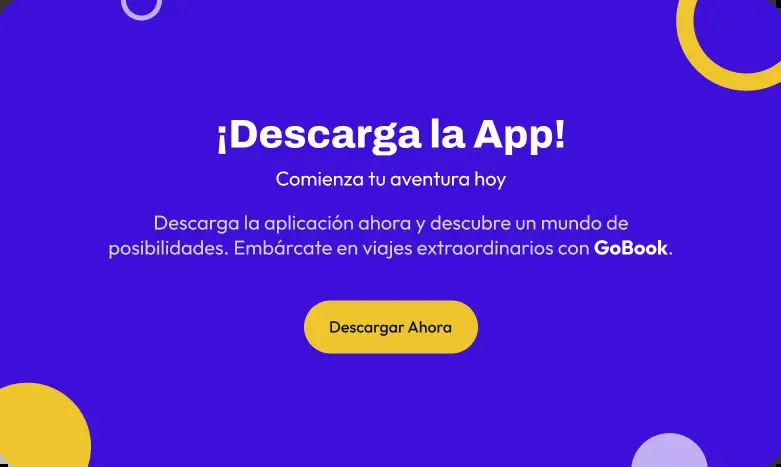 ¡Descarga la App!
Comienza tu aventura hoy
Descarga la aplicación ahora y descubre un mundo de
posibilidades. Embárcate en viajes extraordinarios con GoBook.
Descargar Ahora